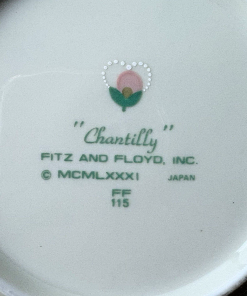 "Chantilly"
FITZ AND FLOYD, INC.
© MCMLXXXI JAPAN
FF
115